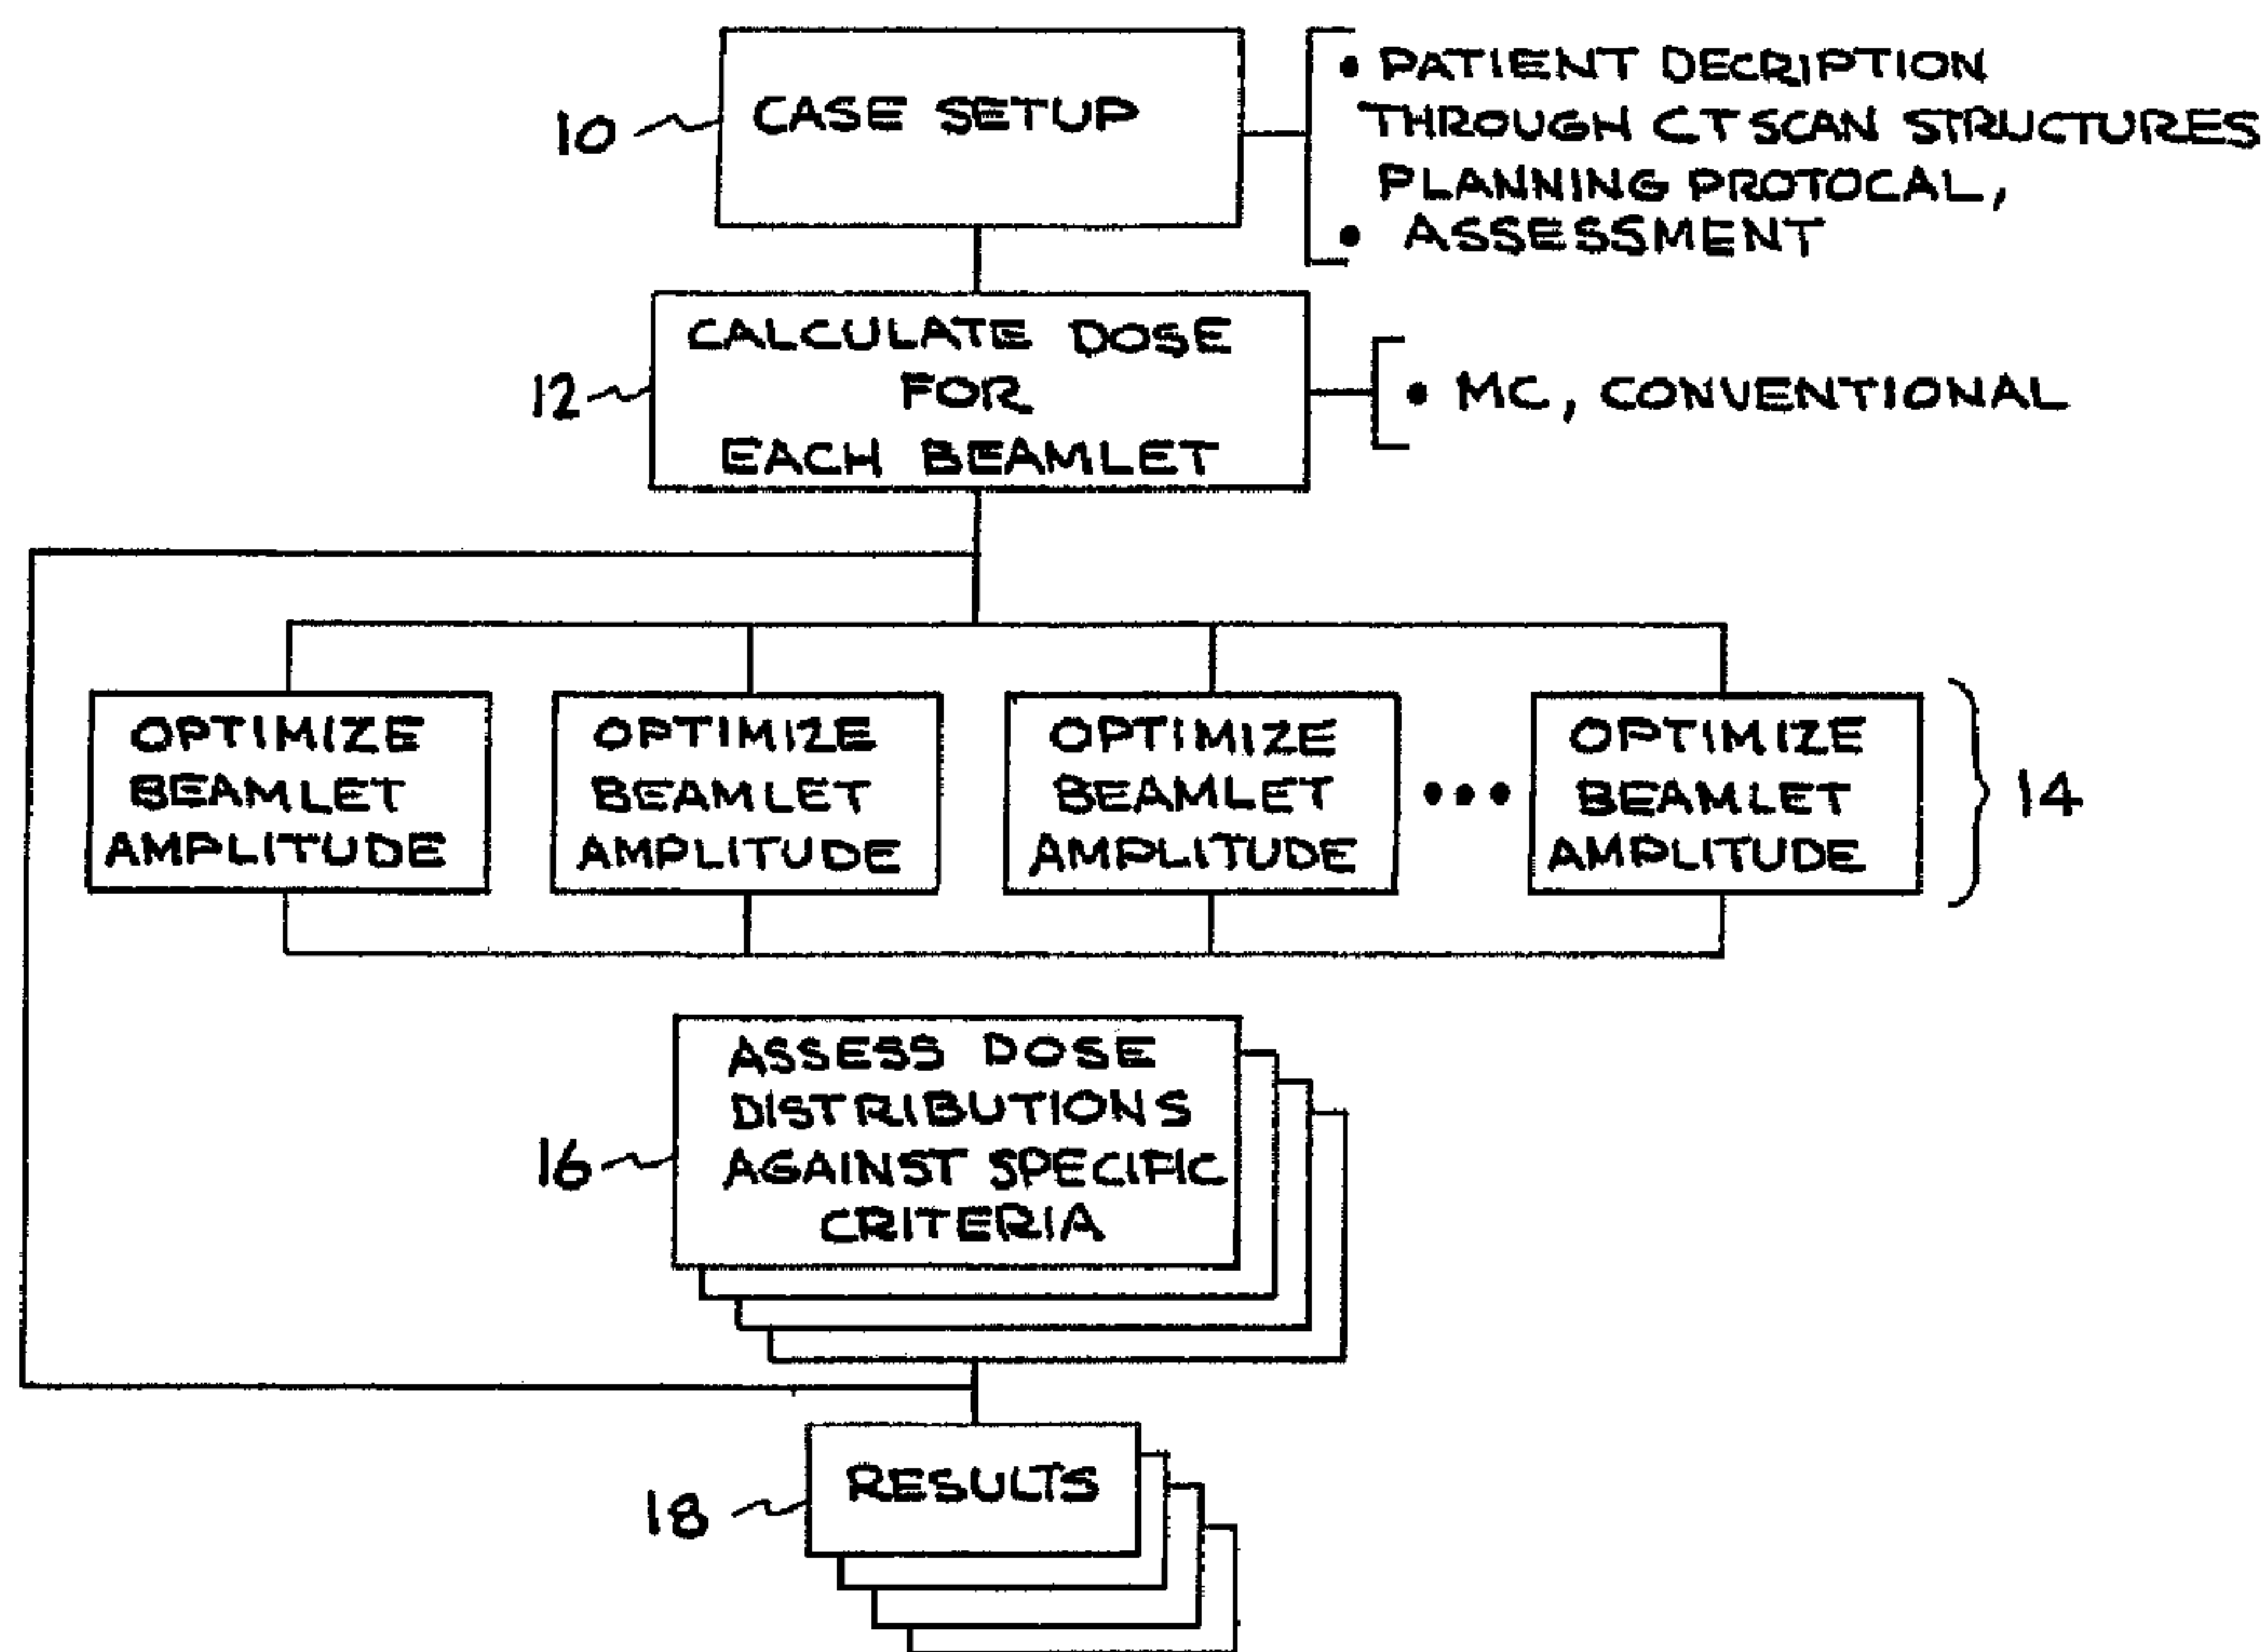 CASE SETUP
10
• PATIENT DECRIPTION
THROUGH CT SCAN STRUCTURES
PLANNING PROTOCAL,
• ASSESSMENT
CALCULATE DOSE
FOR
EACH BEAMLET
12
• MC, CONVENTIONAL
OPTIMIZE
BEAMLET
AMPLITUDE
OPTIMIZE
BEAMLET
AMPLITUDE
OPTIMIZE
BEAMLET
AMPLITUDE
•••
OPTIMIZE
BEAMLET
AMPLITUDE
14
ASSESS DOSE
DISTRIBUTIONS
AGAINST SPECIFIC
CRITERIA
16
RESULTS
18